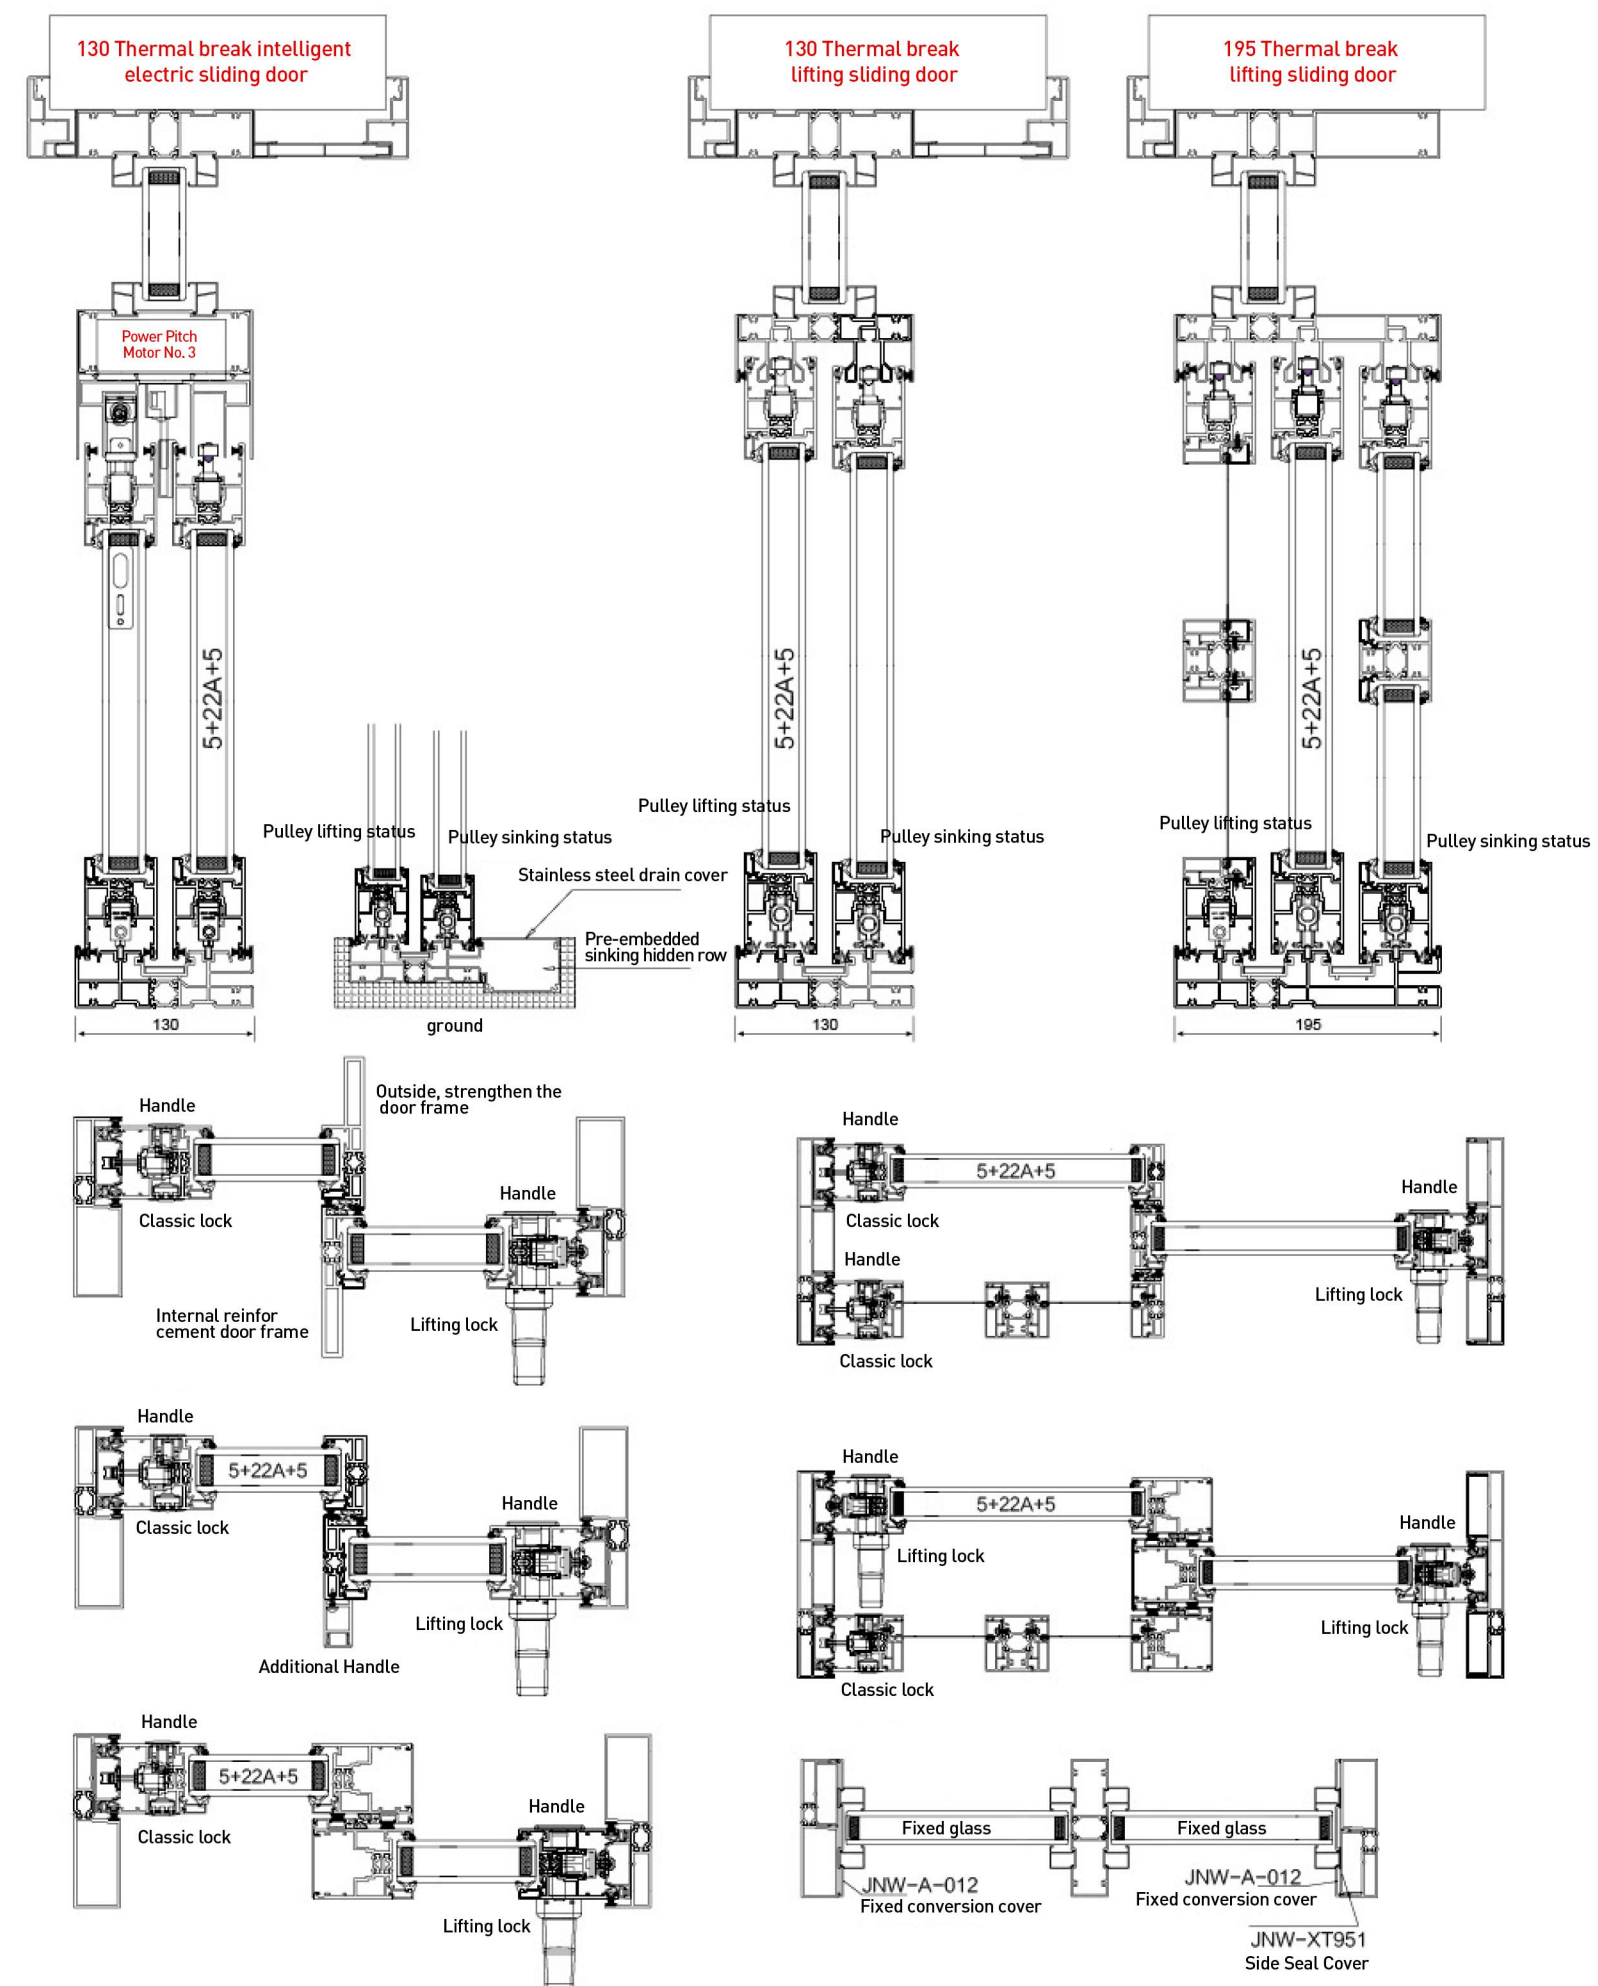 130 Thermal break intelligent
electric sliding door
130 Thermal break
lifting sliding door
195 Thermal break
lifting sliding door
Power Pitch
Motor No. 3
5+22A+5
5+22A+5
5+22A+5
Pulley lifting status
Pulley sinking status
Stainless steel drain cover
Pre-embedded
sinking hidden row
ground
Pulley lifting status
Pulley sinking status
Pulley lifting status
Pulley sinking status
130
130
195
Handle
Outside, strengthen the
door frame
Classic lock
Handle
Internal reinfor
cement door frame
Lifting lock
Handle
5+22A+5
Classic lock
Handle
Handle
Lifting lock
Classic lock
Handle
5+22A+5
Classic lock
Handle
Lifting lock
Additional Handle
Handle
5+22A+5
Lifting lock
Handle
Lifting lock
Classic lock
Handle
5+22A+5
Classic lock
Handle
Lifting lock
Fixed glass
Fixed glass
JNW-A-012
Fixed conversion cover
JNW-A-012
Fixed conversion cover
JNW-XT951
Side Seal Cover